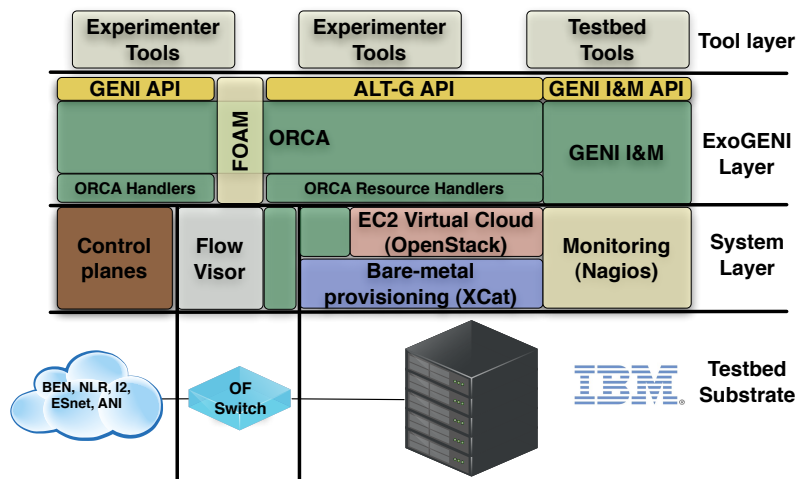 Experimenter
Tools
Experimenter
Tools
Testbed
Tools
Tool layer
GENI API
ALT-G API
GENI I&M API
FOAM
ORCA
GENI I&M
ExoGENI
Layer
ORCA Handlers
ORCA Resource Handlers
Control
planes
Flow
Visor
EC2 Virtual Cloud
(OpenStack)
Bare-metal
provisioning (XCat)
Monitoring
(Nagios)
System
Layer
BEN, NLR, I2,
ESnet, ANI
OF
Switch
IBM®
Testbed
Substrate